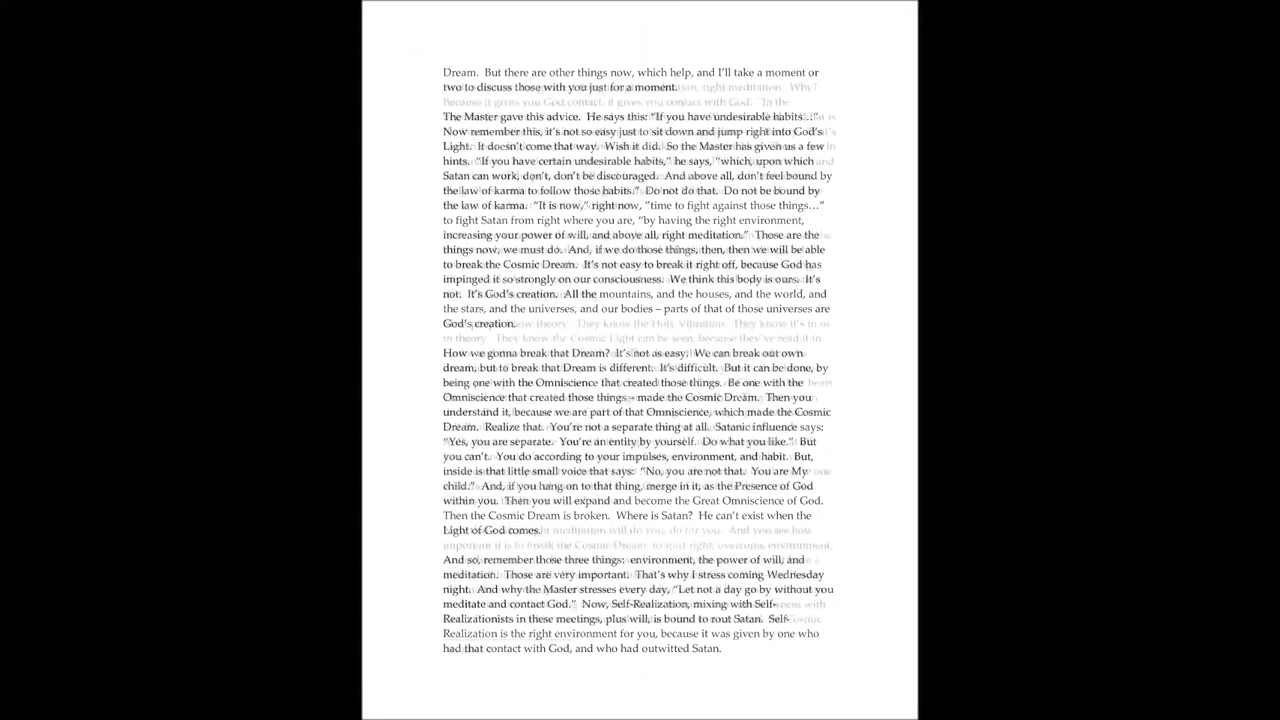 Dream.  But there are other things now, which help, and I'll take a moment or
two to discuss those with you just for a moment.
The Master gave this advice.  He says this: “If you have undesirable habits…”
Now remember this, it's not so easy just to sit down and jump right into God's
Light.  It doesn't come that way.  Wish it did.  So the Master has given us a few
hints.  “If you have certain undesirable habits,” he says, “which, upon which
Satan can work, don't, don't be discouraged.  And above all, don't feel bound by
the law of karma to follow those habits.”  Do not do that.  Do not be bound by
the law of karma.  “It is now,” right now, “time to fight against those things…”
to fight Satan from right where you are, “by having the right environment,
increasing your power of will, and above all, right meditation.”  Those are the
things now, we must do.  And, if we do those things, then, then we will be able
to break the Cosmic Dream.  It's not easy to break it right off, because God has
impinged it so strongly on our consciousness.  We think this body is ours.  It's
not.  It's God's creation.  All the mountains, and the houses, and the world, and
the stars, and the universes, and our bodies – parts of that of those universes are
God's creation.
How we gonna break that Dream?  It's not as easy.  We can break our own
dream, but to break that Dream is different.  It's difficult.  But it can be done, by
being one with the Omniscience that created those things.  Be one with the
Omniscience that created those things – made the Cosmic Dream.  Then you
understand it, because we are part of that Omniscience, which made the Cosmic
Dream.  Realize that.  You're not a separate thing at all.  Satanic influence says:
“Yes, you are separate.  You're entity by yourself.  Do what you like.”  But
you can't.  You do according to your impulses, environment, and habit.  But,
inside is that little small voice that says:  “No, you are not that.  You are My
child.”  And, if you hang on to that thing, merge in it, as the Presence of God
within you.  Then you will expand and become the Great Omniscience of God.
Then the Cosmic Dream is broken.  Where is Satan?  He can't exist when the
Light of God comes.
And so, remember those three things:  environment, the power of will, and
meditation.  Those are very important.  That's why I stress coming Wednesday
night.  And why the Master stresses every day, “Let not a day go by without you
meditate and contact God.”  Now, Self-Realization, mixing with Self-
Realizationists in these meetings, plus will, is bound to rout Satan.  Self-
Realization is the right environment for you, because it was given by one who
had that contact with God, and who had outwitted Satan.